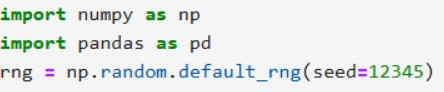 import numpy as np
import pandas as pd
rng = np.random.default_rng(seed=12345)